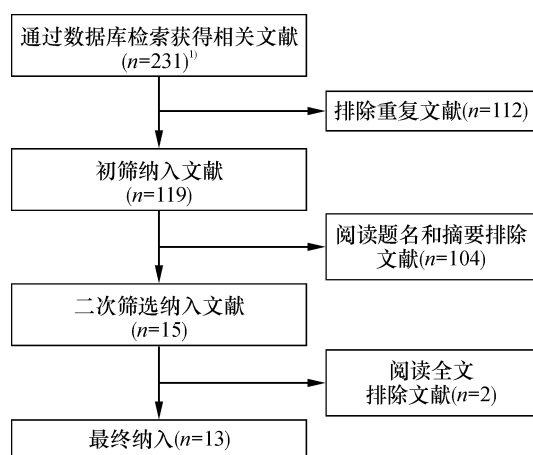 通过数据库检索获得相关文献
(n=231)¹⁾
排除重复文献(n=112)
初筛纳入文献
(n=119)
阅读题名和摘要排除
文献(n=104)
二次筛选纳入文献
(n=15)
阅读全文
排除文献(n=2)
最终纳入(n=13)